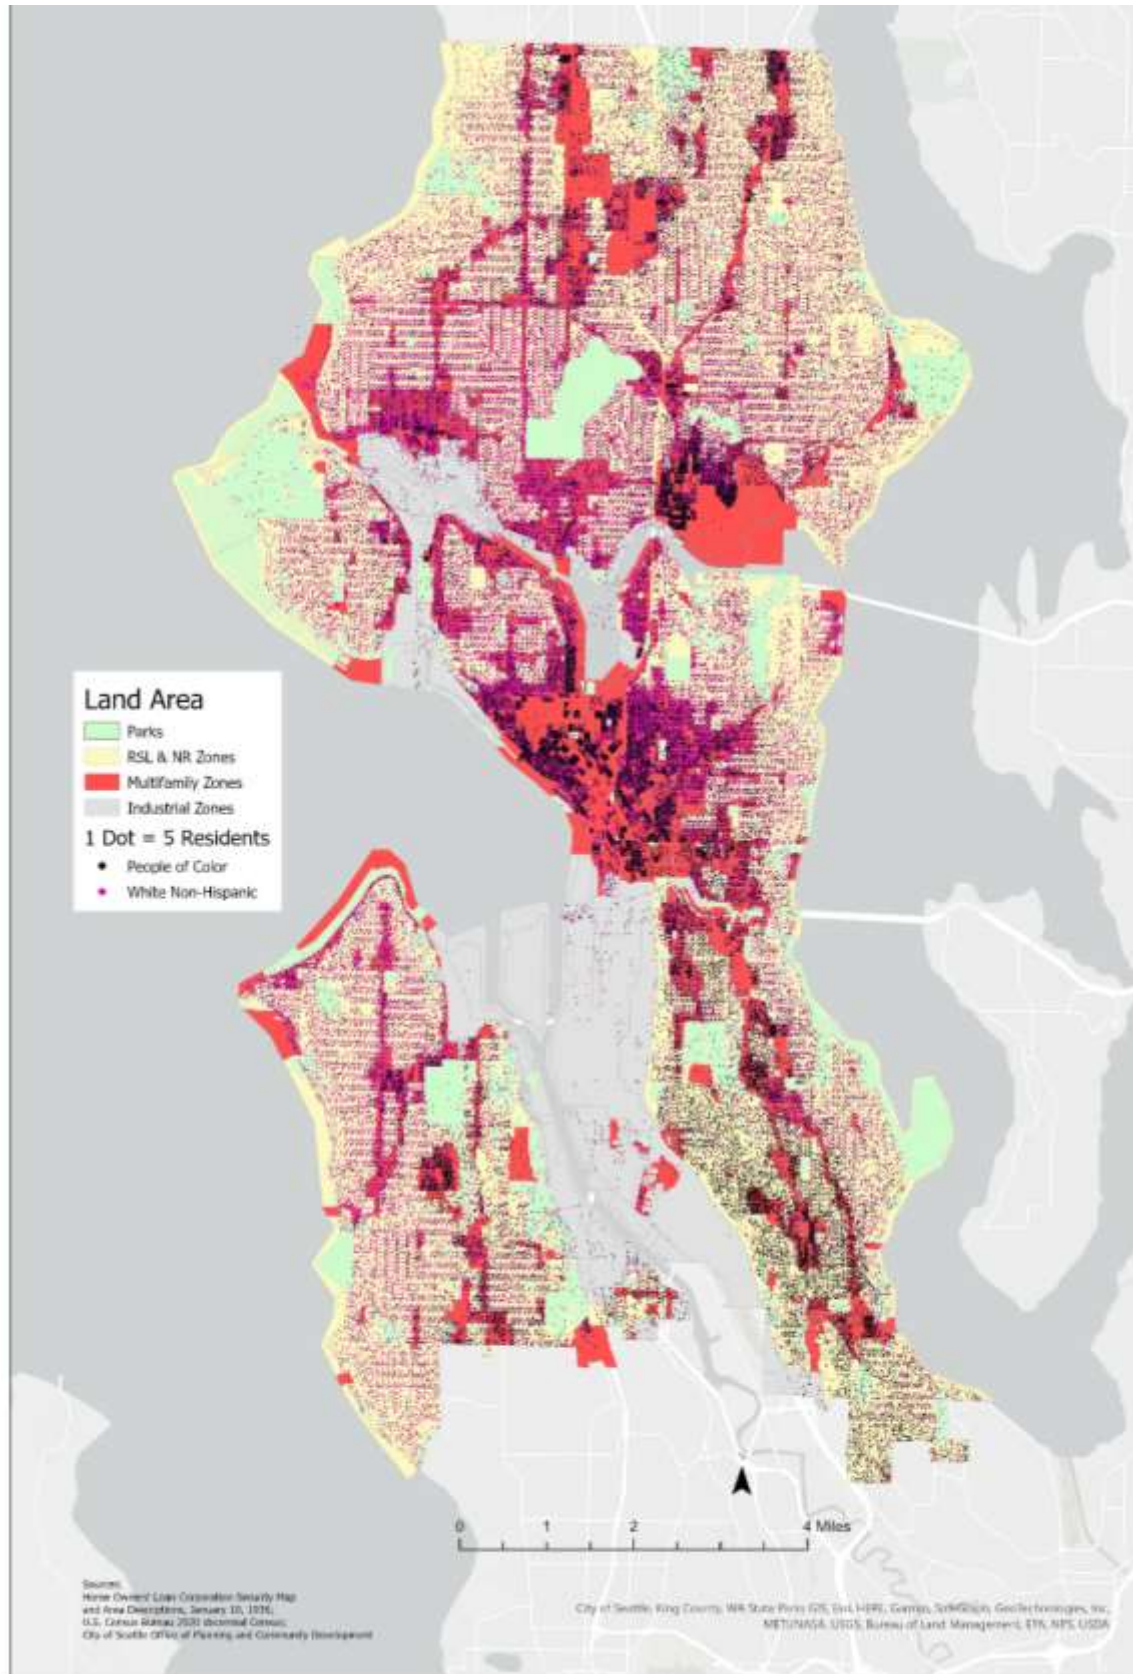 Land Area
Parks
RSL & NR Zones
Multifamily Zones
Industrial Zones
1 Dot = 5 Residents
People of Color
White Non-Hispanic
0 1 2 4 Miles
Sources:
Home Owners' Loan Corporation Security Map
and Area Descriptions, January 10, 1936;
U.S. Census Bureau 2020 decennial Census;
City of Seattle Office of Planning and Community Development
City of Seattle, King County, WA State Parks GIS, Esri, HERE, Garmin, SafeGraph, GeoTechnologies, Inc,
METI/NASA, USGS, Bureau of Land Management, EPA, NPS, USDA